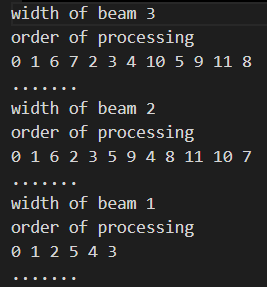 width of beam 3
order of processing
0 1 6 7 2 3 4 10 5 9 11 8
.......
width of beam 2
order of processing
0 1 6 2 3 5 9 4 8 11 10 7
.......
width of beam 1
order of processing
0 1 2 5 4 3
.......